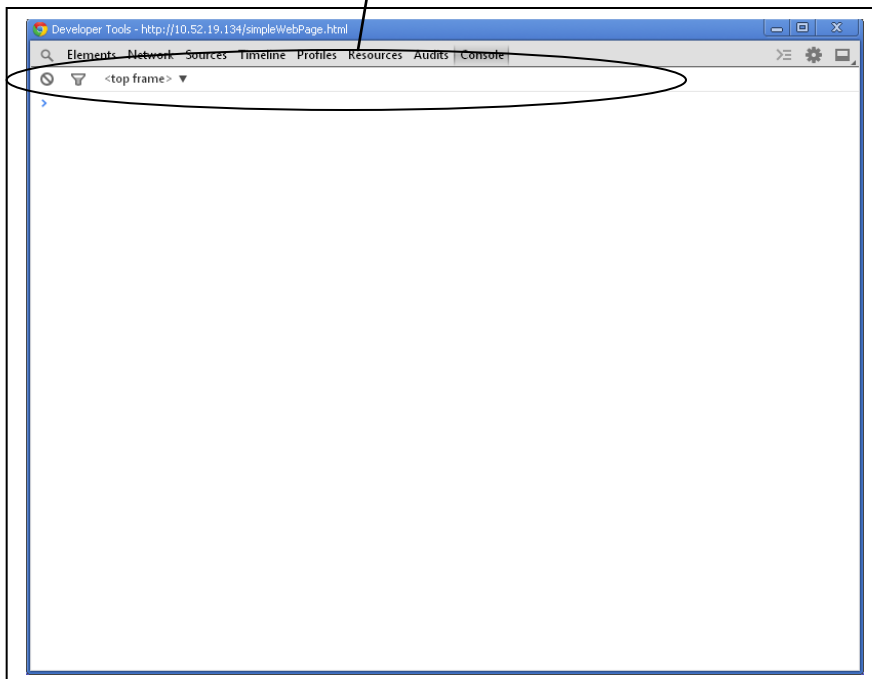 Developer Tools - http://10.52.19.134/simpleWebPage.html
Elements Network Sources Timeline Profiles Resources Audits Console
<top frame> ▼
>